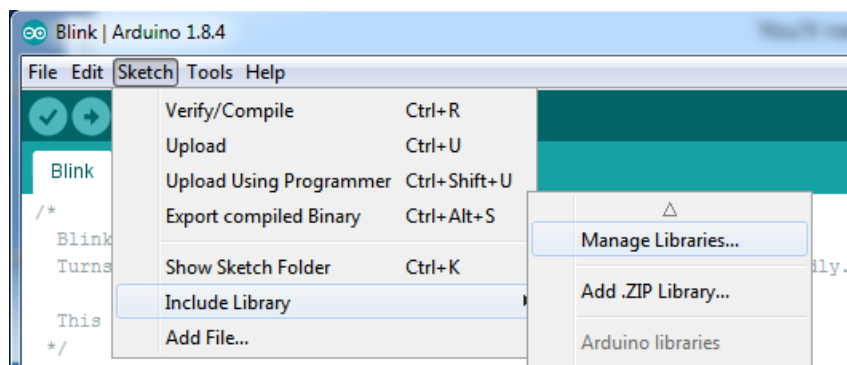 Blink | Arduino 1.8.4
File Edit Sketch Tools Help
Verify/Compile Ctrl+R
Upload Ctrl+U
Blink
Upload Using Programmer Ctrl+Shift+U
/*
Export compiled Binary Ctrl+Alt+S
Blink
Manage Libraries...
Turns
Show Sketch Folder Ctrl+K
dly.
Add .ZIP Library...
Include Library
This
Add File...
*/
Arduino libraries